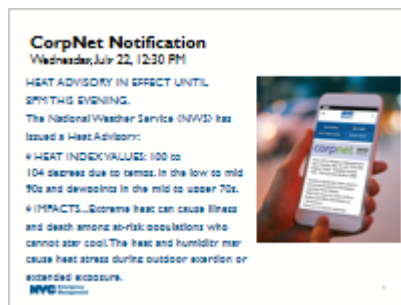 CorpNet Notification
Wednesday, July 22, 12:30 PM
HEAT ADVISORY IN EFFECT UNTIL
8PM THIS EVENING.
The National Weather Service (NWS) has
issued a Heat Advisory:
# HEAT INDEX VALUES: 100 to
104 degrees due to temps. in the low to mid
90s and dewpoints in the mid to upper 70s.
# IMPACTS...Extreme heat can cause illness
and death among at-risk populations who
cannot stay cool. The heat and humidity may
cause heat stress during outdoor exertion or
extended exposure.
NYC Emergency
Management
corpnet